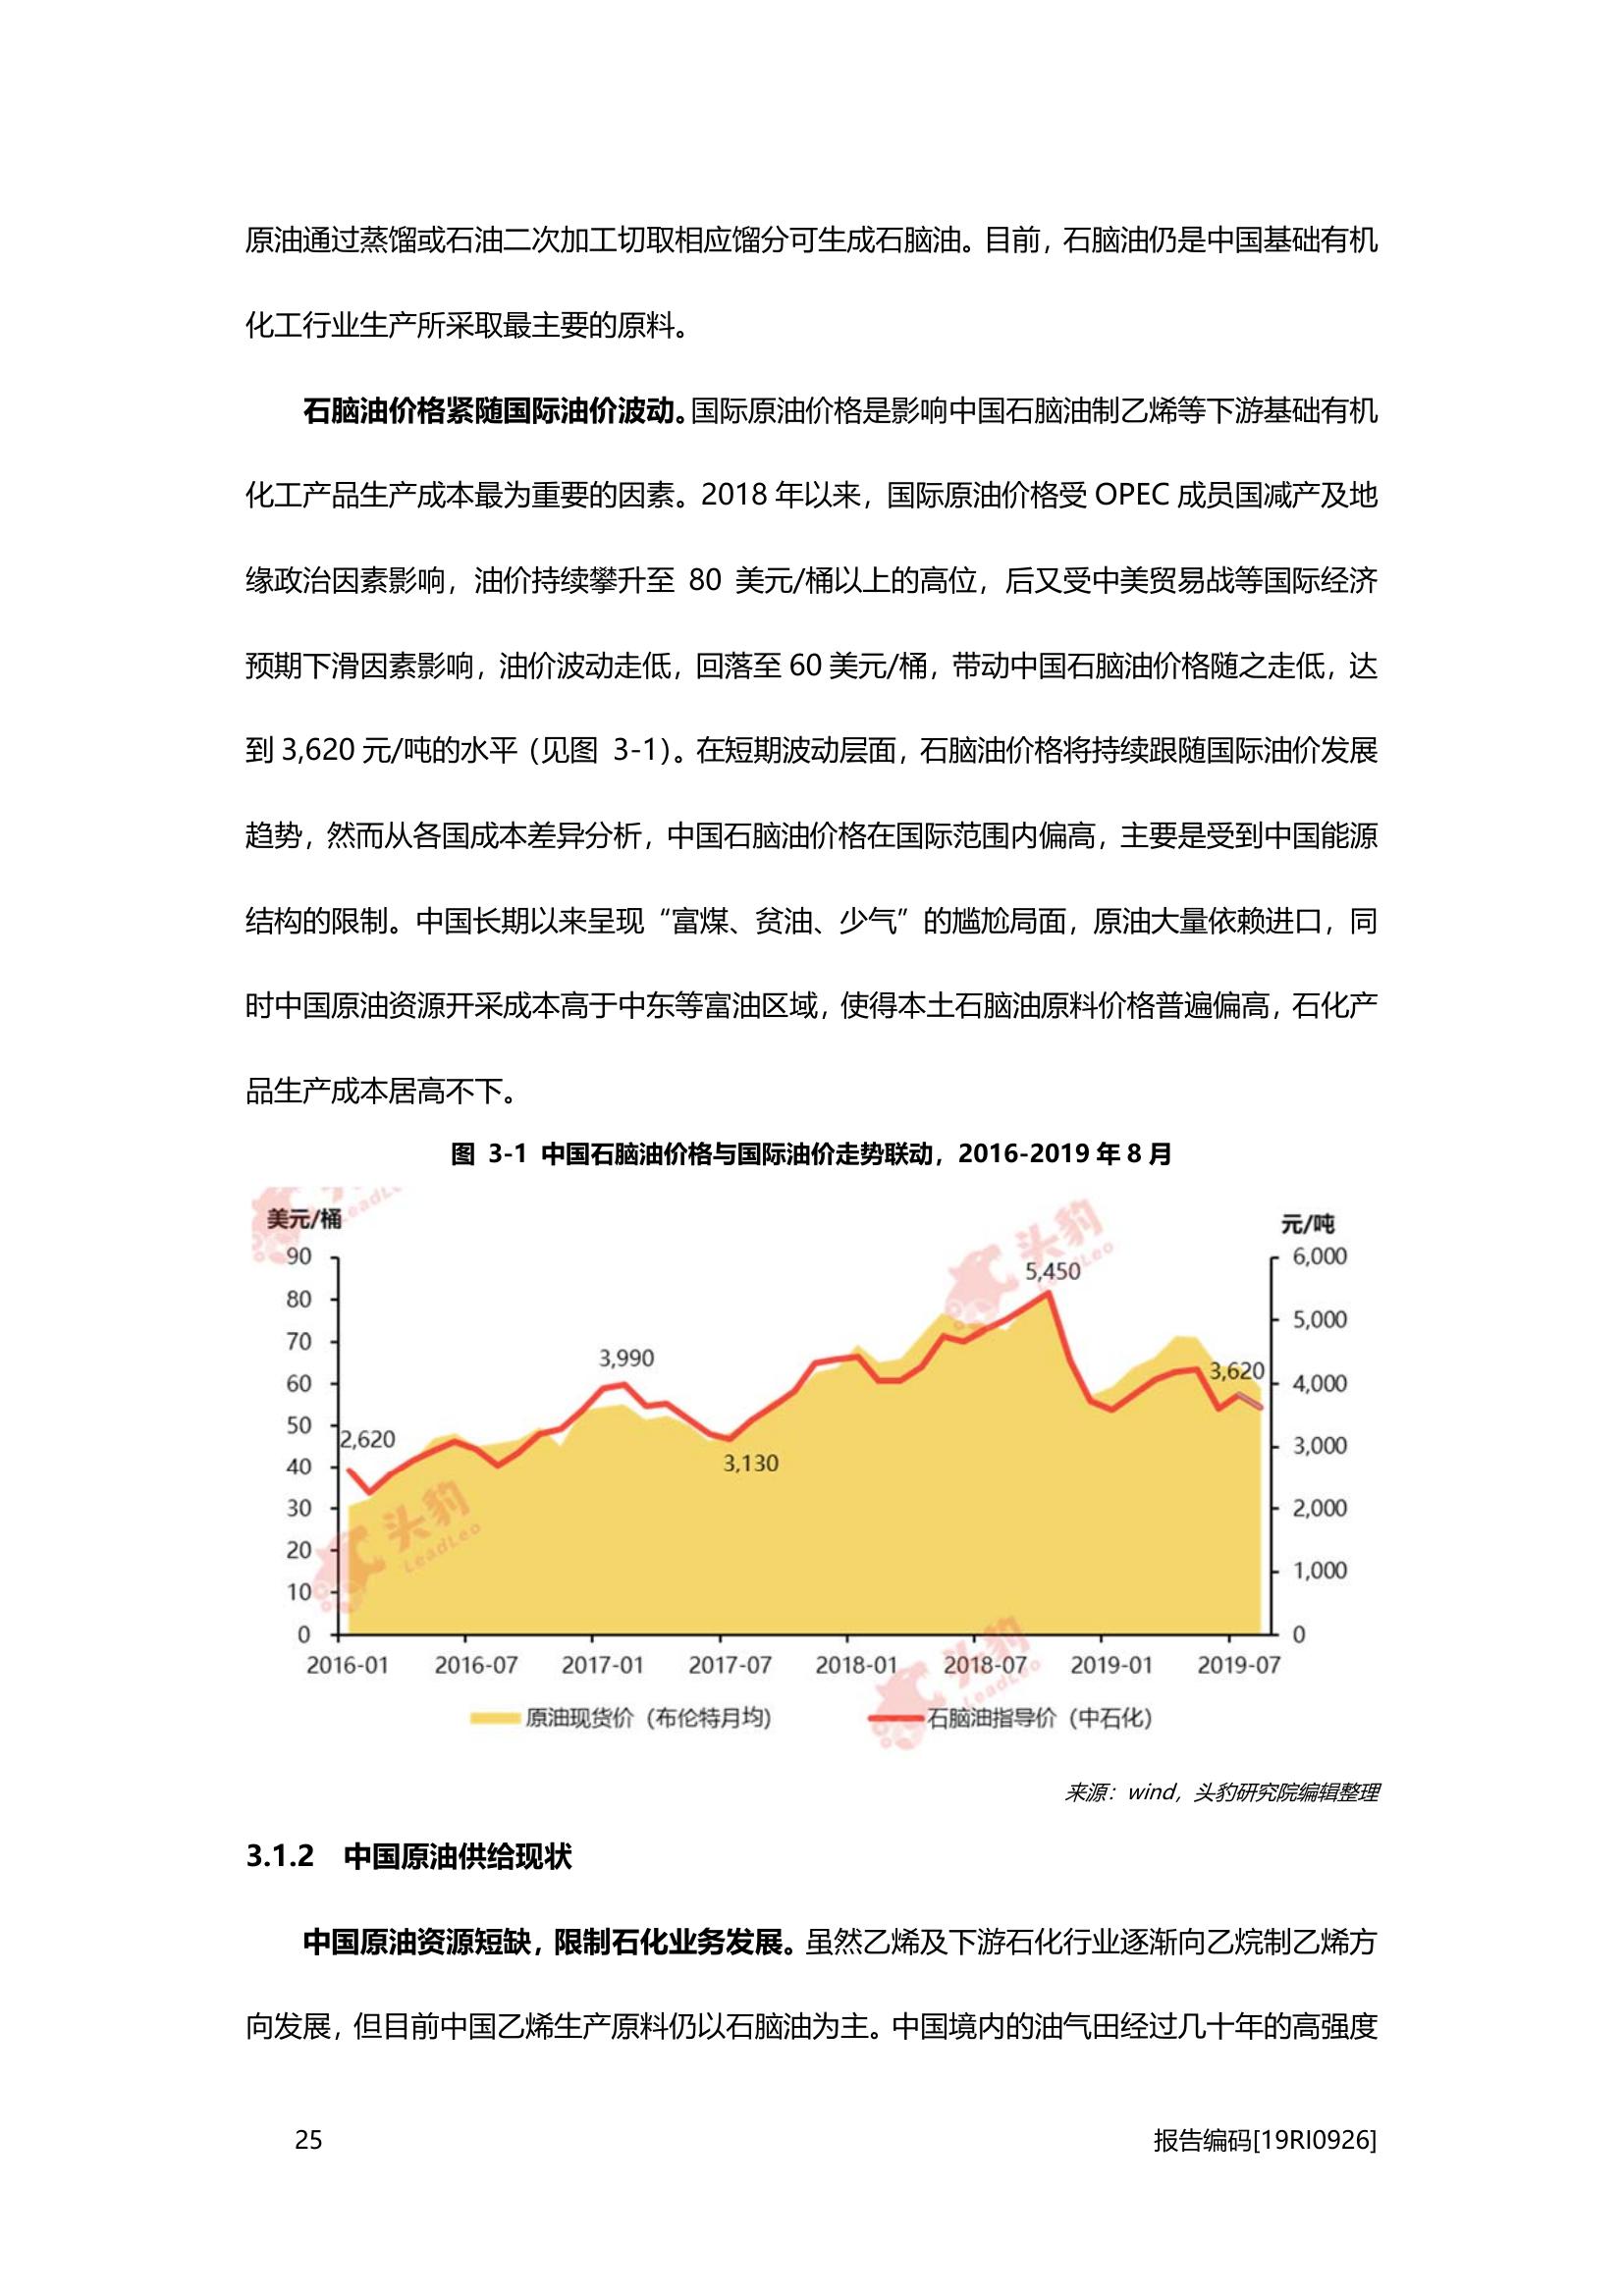 原油通过蒸馏或石油二次加工切取相应馏分可生成石脑油。目前，石脑油仍是中国基础有机
化工行业生产所采取最主要的原料。
石脑油价格紧随国际油价波动。国际原油价格是影响中国石脑油制乙烯等下游基础有机
化工产品生产成本最为重要的因素。2018 年以来，国际原油价格受 OPEC 成员国减产及地
缘政治因素影响，油价持续攀升至 80 美元/桶以上的高位，后又受中美贸易战等国际经济
预期下滑因素影响，油价波动走低，回落至 60 美元/桶，带动中国石脑油价格随之走低，达
到 3,620 元/吨的水平（见图 3-1）。在短期波动层面，石脑油价格将持续跟随国际油价发展
趋势，然而从各国成本差异分析，中国石脑油价格在国际范围内偏高，主要是受到中国能源
结构的限制。中国长期以来呈现“富煤、贫油、少气”的尴尬局面，原油大量依赖进口，同
时中国原油资源开采成本高于中东等富油区域，使得本土石脑油原料价格普遍偏高，石化产
品生产成本居高不下。
图 3-1 中国石脑油价格与国际油价走势联动，2016-2019 年 8 月
美元/桶
元/吨
90
80
70
60
50
40
30
20
10
0
6,000
5,000
4,000
3,000
2,000
1,000
0
2,620
3,990
3,130
5,450
3,620
2016-01 2016-07 2017-01 2017-07 2018-01 2018-07 2019-01 2019-07
原油现货价（布伦特月均） 石脑油指导价（中石化）
头豹
LeadLeo
头豹
LeadLeo
头豹
LeadLeo
来源：wind，头豹研究院编辑整理
3.1.2 中国原油供给现状
中国原油资源短缺，限制石化业务发展。虽然乙烯及下游石化行业逐渐向乙烷制乙烯方
向发展，但目前中国乙烯生产原料仍以石脑油为主。中国境内的油气田经过几十年的高强度
25 报告编码[19RI0926]